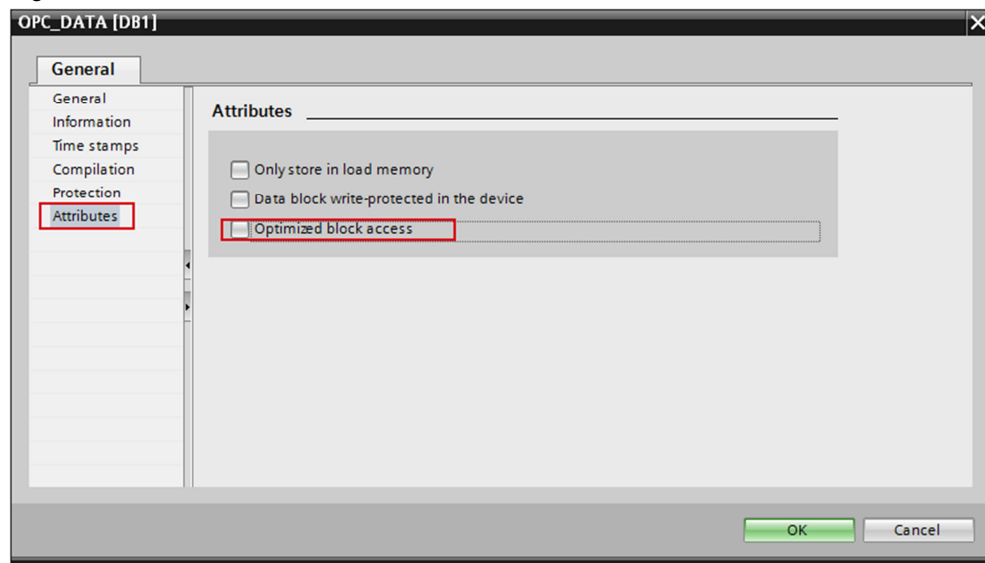 OPC_DATA [DB1]
General
General
Information
Time stamps
Compilation
Protection
Attributes
Attributes
Only store in load memory
Data block write-protected in the device
Optimized block access
OK
Cancel